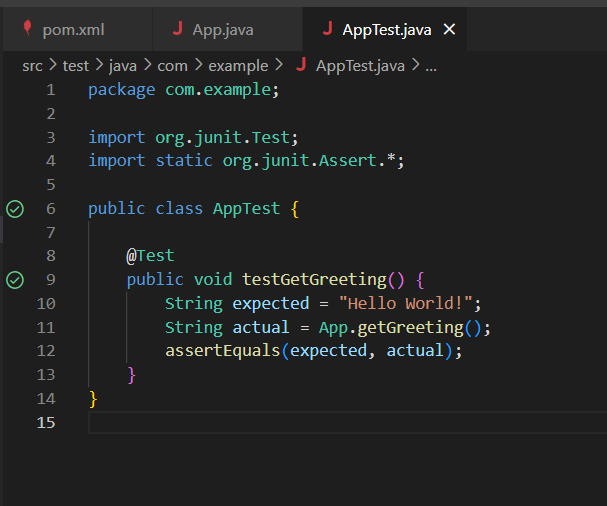 pom.xml App.java AppTest.java
src > test > java > com > example > AppTest.java > ...
1 package com.example;
2
3 import org.junit.Test;
4 import static org.junit.Assert.*;
5
6 public class AppTest {
7
8     @Test
9     public void testGetGreeting() {
10         String expected = "Hello World!";
11         String actual = App.getGreeting();
12         assertEquals(expected, actual);
13     }
14 }
15